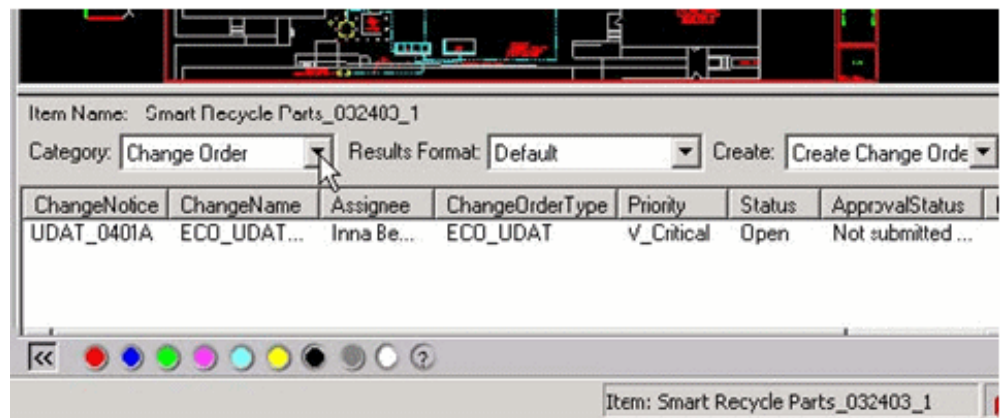 Item Name: Smart Recycle Parts_032403_1
Category: Change Order Results Format: Default Create: Create Change Orde
ChangeNotice ChangeName Assignee ChangeOrderType Priority Status ApprovalStatus
UDAT_0401A ECO_UDAT... Inna Be... ECO_UDAT V_Critical Open Not submitted ...
<< ?
Item: Smart Recycle Parts_032403_1